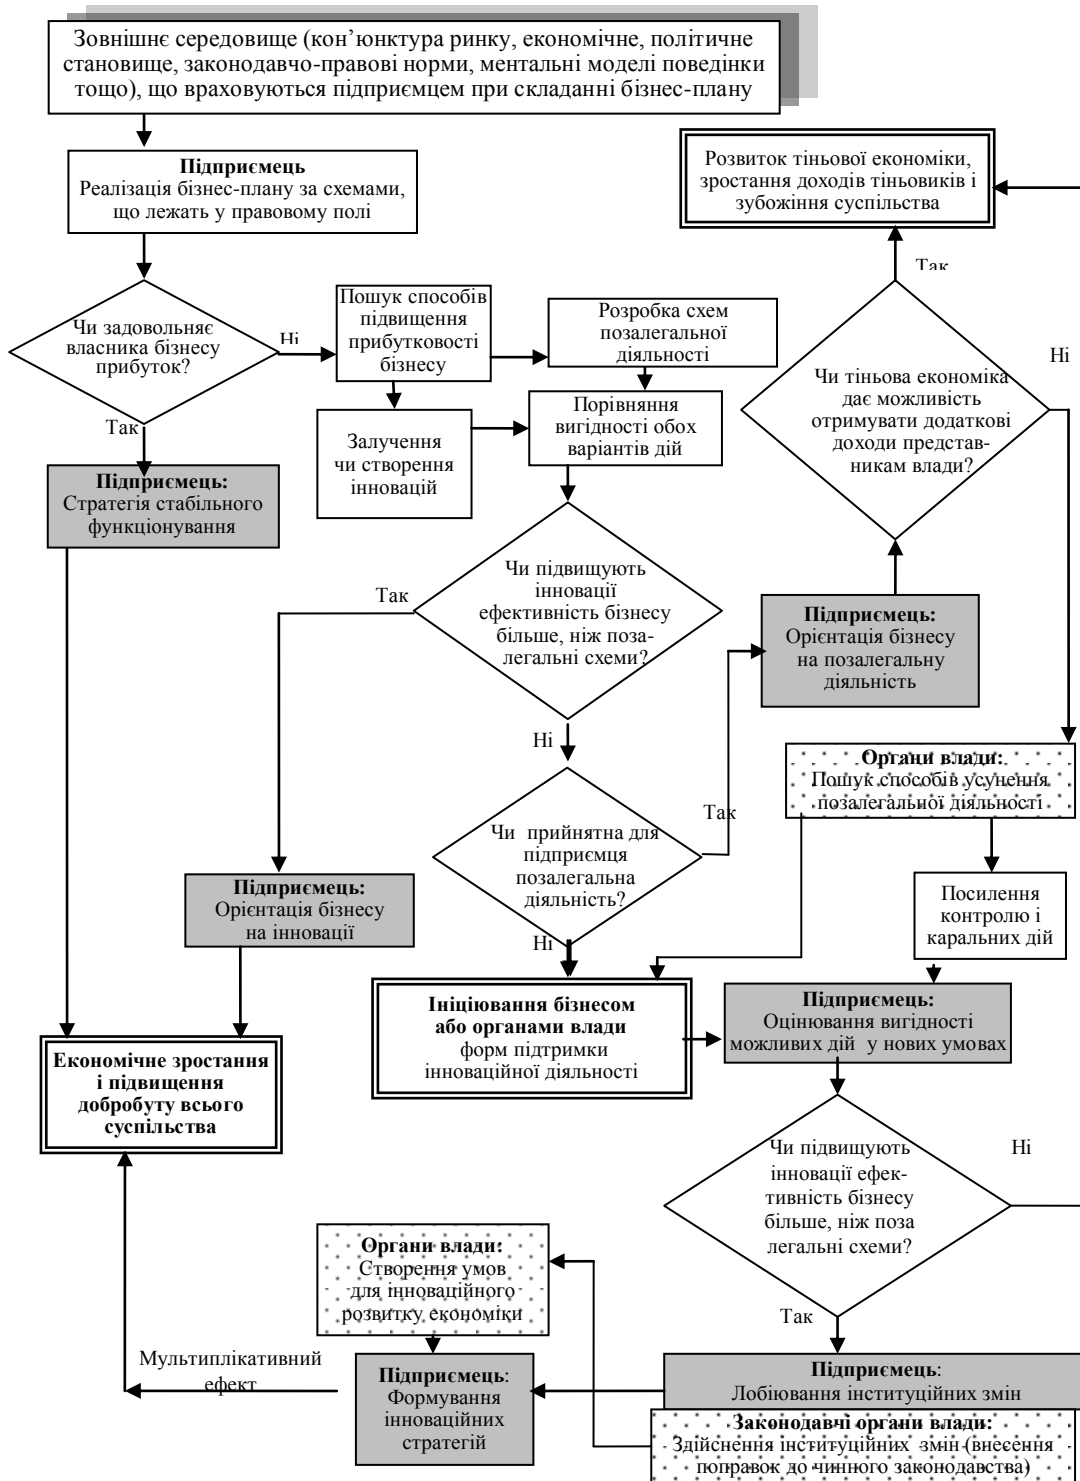 Зовнішнє середовище (кон’юнктура ринку, економічне, політичне
становище, законодавчо-правові норми, ментальні моделі поведінки
тощо), що враховуються підприємцем при складанні бізнес-плану
Підприємець
Реалізація бізнес-плану за схемами,
що лежать у правовому полі
Розвиток тіньової економіки,
зростання доходів тіньовиків і
зубожіння суспільства
Так
Чи задовольняє
власника бізнесу
прибуток?
Ні
Пошук способів
підвищення
прибутковості
бізнесу
Розробка схем
позалегальної
діяльності
Чи тіньова економіка
дає можливість
отримувати додаткові
доходи представ-
никам влади?
Ні
Так
Залучення
чи створення
інновацій
Порівняння
вигідності обох
варіантів дій
Підприємець:
Стратегія стабільного
функціонування
Чи підвищують
інновації
ефективність бізнесу
більше, ніж поза-
легальні схеми?
Так
Підприємець:
Орієнтація бізнесу
на позалегальну
діяльність
Ні
Органи влади:
Пошук способів усунення
позалегальної діяльності
Чи прийнятна для
підприємця
позалегальна
діяльність?
Так
Підприємець:
Орієнтація бізнесу
на інновації
Посилення
контролю і
каральних дій
Ні
Ініціювання бізнесом
або органами влади
форм підтримки
інноваційної діяльності
Підприємець:
Оцінювання вигідності
можливих дій у нових умовах
Економічне зростання
і підвищення
добробуту всього
суспільства
Чи підвищують
інновації ефек-
тивність бізнесу
більше, ніж поза
легальні схеми?
Ні
Так
Органи влади:
Створення умов
для інноваційного
розвитку економіки
Мультиплікативний
ефект
Підприємець:
Формування
інноваційних
стратегій
Підприємець:
Лобіювання інституційних змін
Законодавчі органи влади:
Здійснення інституційних змін (внесення
поправок до чинного законодавства)